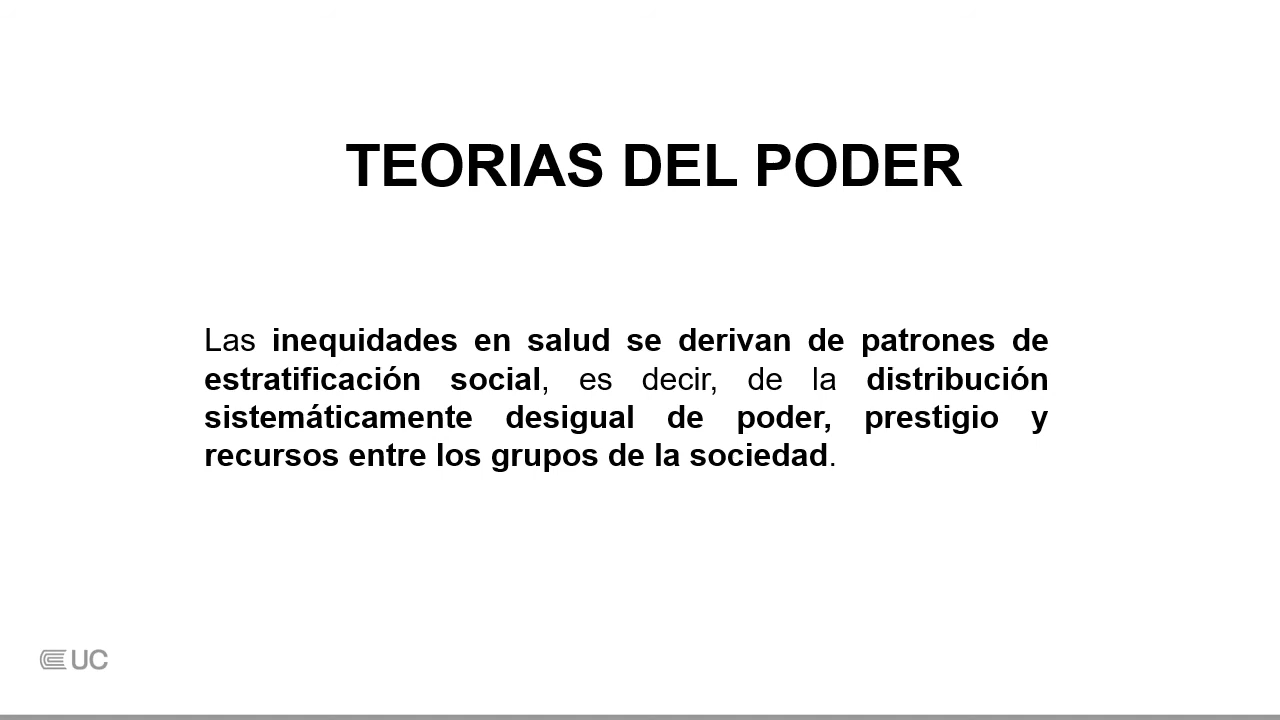 TEORIAS DEL PODER
Las inequidades en salud se derivan de patrones de
estratificación social, es decir, de la distribución
sistemáticamente desigual de poder, prestigio y
recursos entre los grupos de la sociedad.
UC